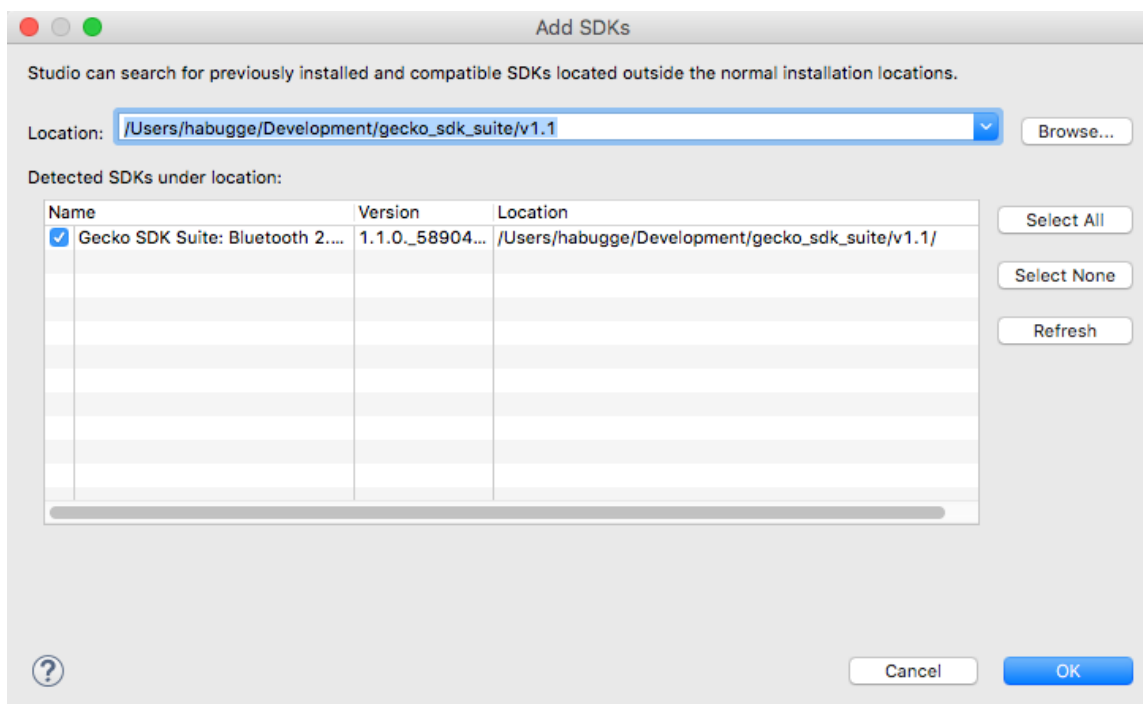 Add SDKs
Studio can search for previously installed and compatible SDKs located outside the normal installation locations.
Location: /Users/habugge/Development/gecko_sdk_suite/v1.1 Browse...
Detected SDKs under location:
Name Version Location Select All
Gecko SDK Suite: Bluetooth 2.... 1.1.0._58904... /Users/habugge/Development/gecko_sdk_suite/v1.1/
Select None
Refresh
? Cancel OK